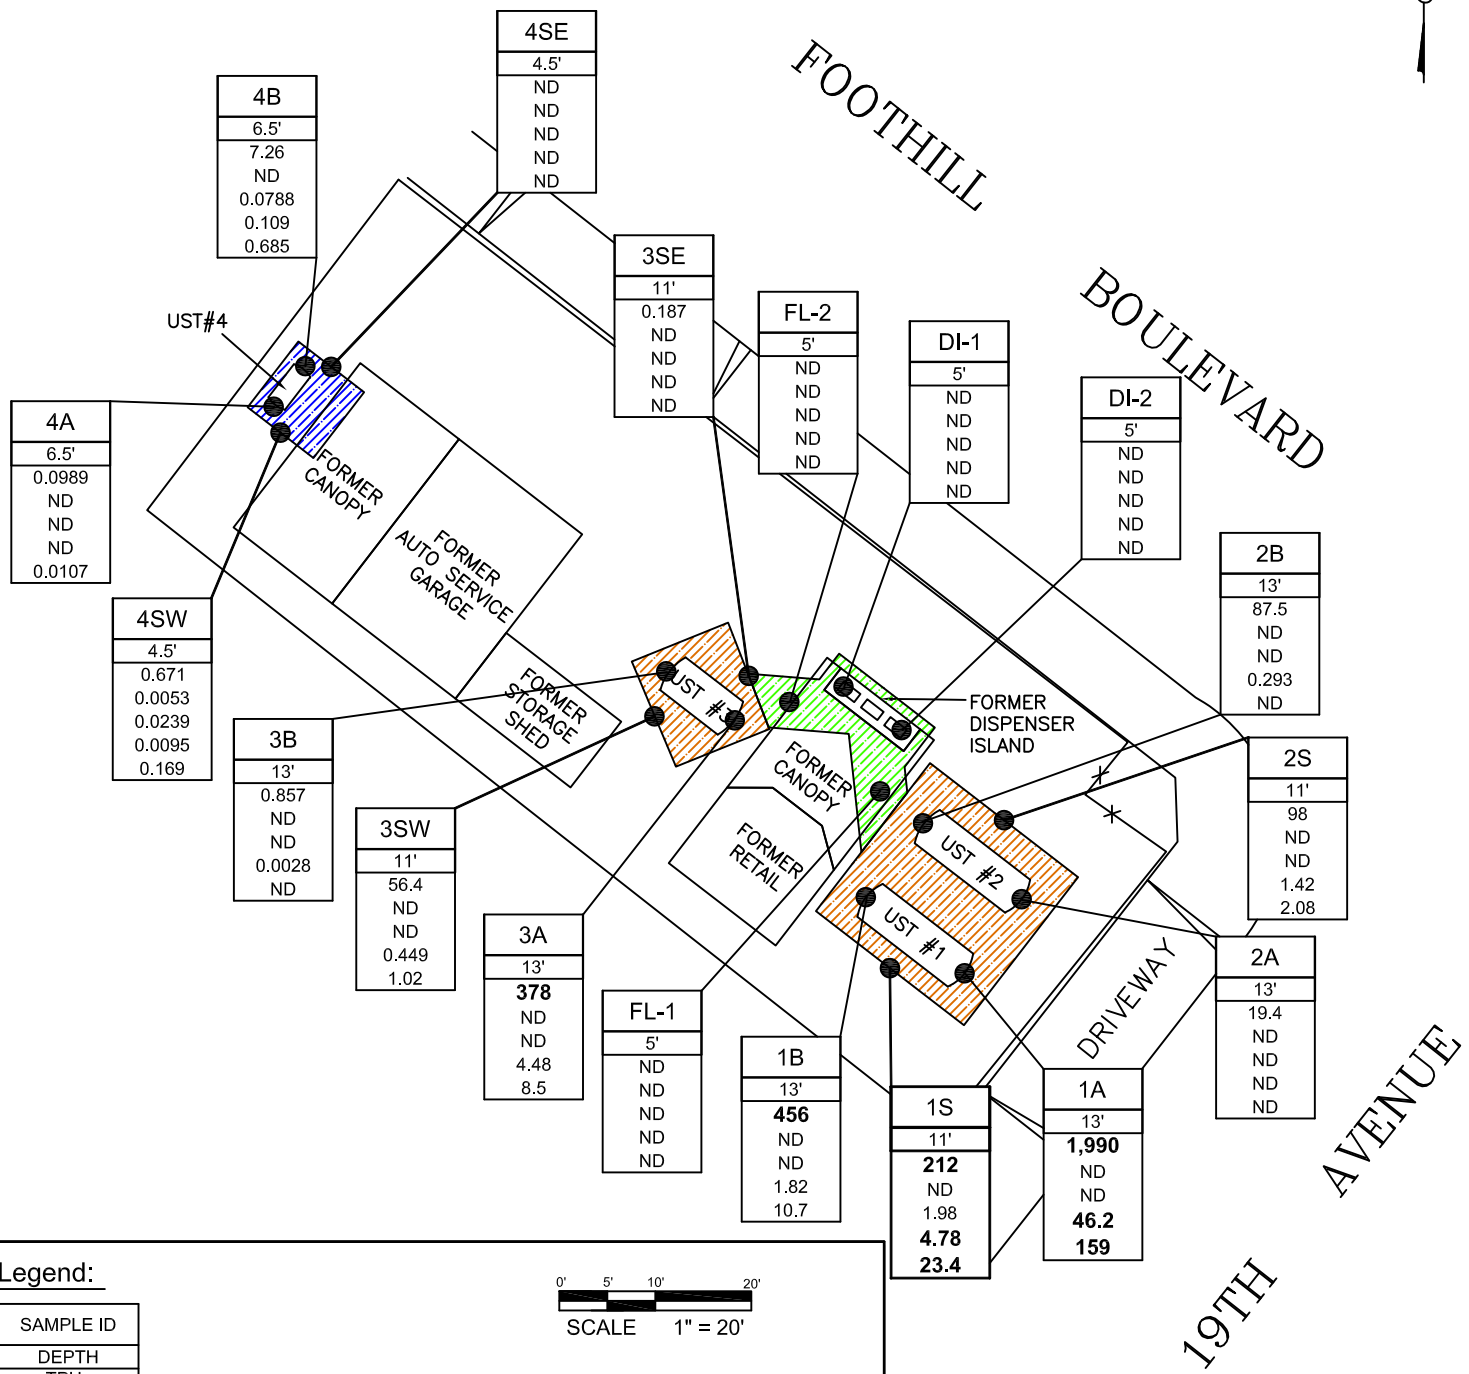 4SE
4.5'
ND
ND
ND
ND
ND
FOOTHILL
BOULEVARD
4B
6.5'
7.26
ND
0.0788
0.109
0.685
3SE
11'
0.187
ND
ND
ND
ND
FL-2
5'
ND
ND
ND
ND
ND
DI-1
5'
ND
ND
ND
ND
ND
DI-2
5'
ND
ND
ND
ND
ND
UST#4
4A
6.5'
0.0989
ND
ND
ND
0.0107
FORMER
CANOPY
FORMER
AUTO SERVICE
GARAGE
FORMER
STORAGE
SHED
4SW
4.5'
0.671
0.0053
0.0239
0.0095
0.169
2B
13'
87.5
ND
ND
0.293
ND
UST #3
FORMER
DISPENSER
ISLAND
3B
13'
0.857
ND
ND
0.0028
ND
FORMER
CANOPY
FORMER
RETAIL
UST #2
UST #1
2S
11'
98
ND
ND
1.42
2.08
3SW
11'
56.4
ND
ND
0.449
1.02
3A
13'
378
ND
ND
4.48
8.5
2A
13'
19.4
ND
ND
ND
ND
DRIVEWAY
FL-1
5'
ND
ND
ND
ND
ND
1B
13'
456
ND
ND
1.82
10.7
1S
11'
212
ND
1.98
4.78
23.4
1A
13'
1,990
ND
ND
46.2
159
19TH
AVENUE
Legend:
SAMPLE ID
DEPTH
TPH
0' 5' 10' 20'
SCALE 1" = 20'